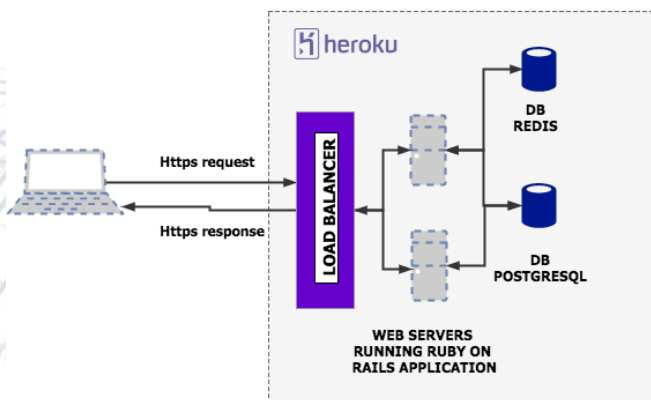 heroku
Https request
Https response
LOAD BALANCER
DB
REDIS
DB
POSTGRESQL
WEB SERVERS
RUNNING RUBY ON
RAILS APPLICATION